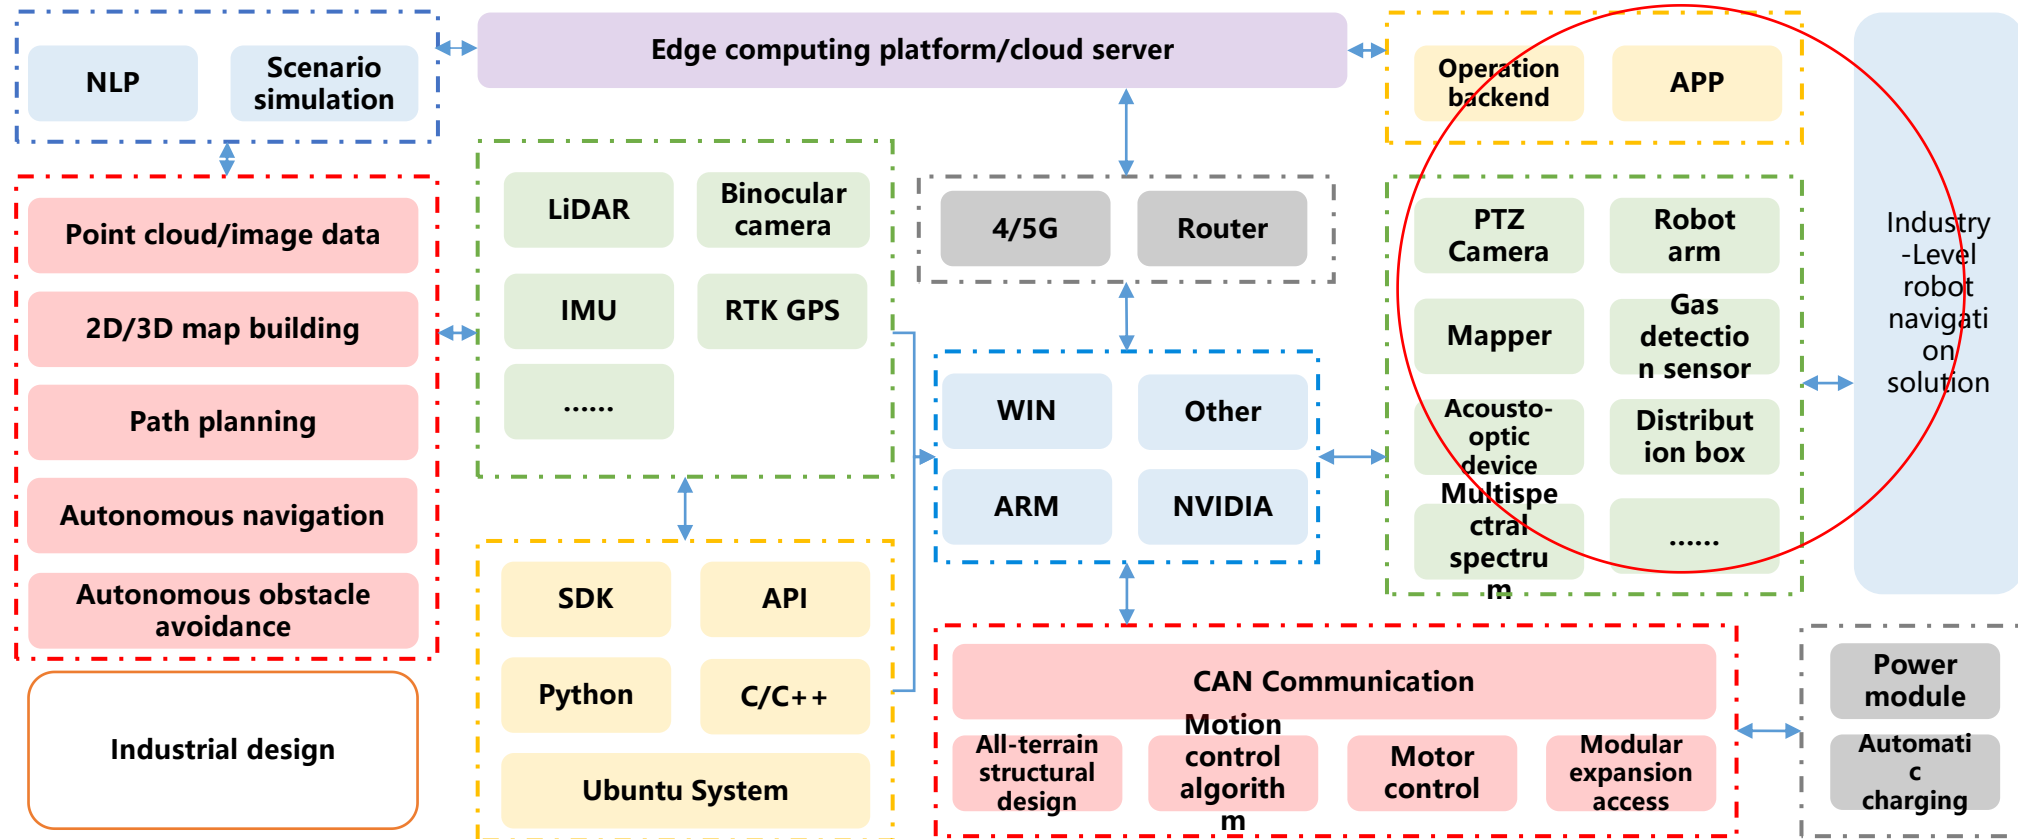 NLP
Scenario
simulation
Edge computing platform/cloud server
Operation
backend
APP
Point cloud/image data
2D/3D map building
Path planning
Autonomous navigation
Autonomous obstacle
avoidance
Industrial design
LiDAR
Binocular
camera
IMU
RTK GPS
......
SDK
API
Python
C/C++
Ubuntu System
4/5G
Router
WIN
Other
ARM
NVIDIA
CAN Communication
All-terrain
structural
design
Motion
control
algorith
m
Motor
control
Modular
expansion
access
PTZ
Camera
Robot
arm
Mapper
Gas
detectio
n sensor
Acousto-
optic
device
Distribut
ion box
Multispe
ctral
spectru
m
......
Industry
-Level
robot
navigati
on
solution
Power
module
Automati
c
charging